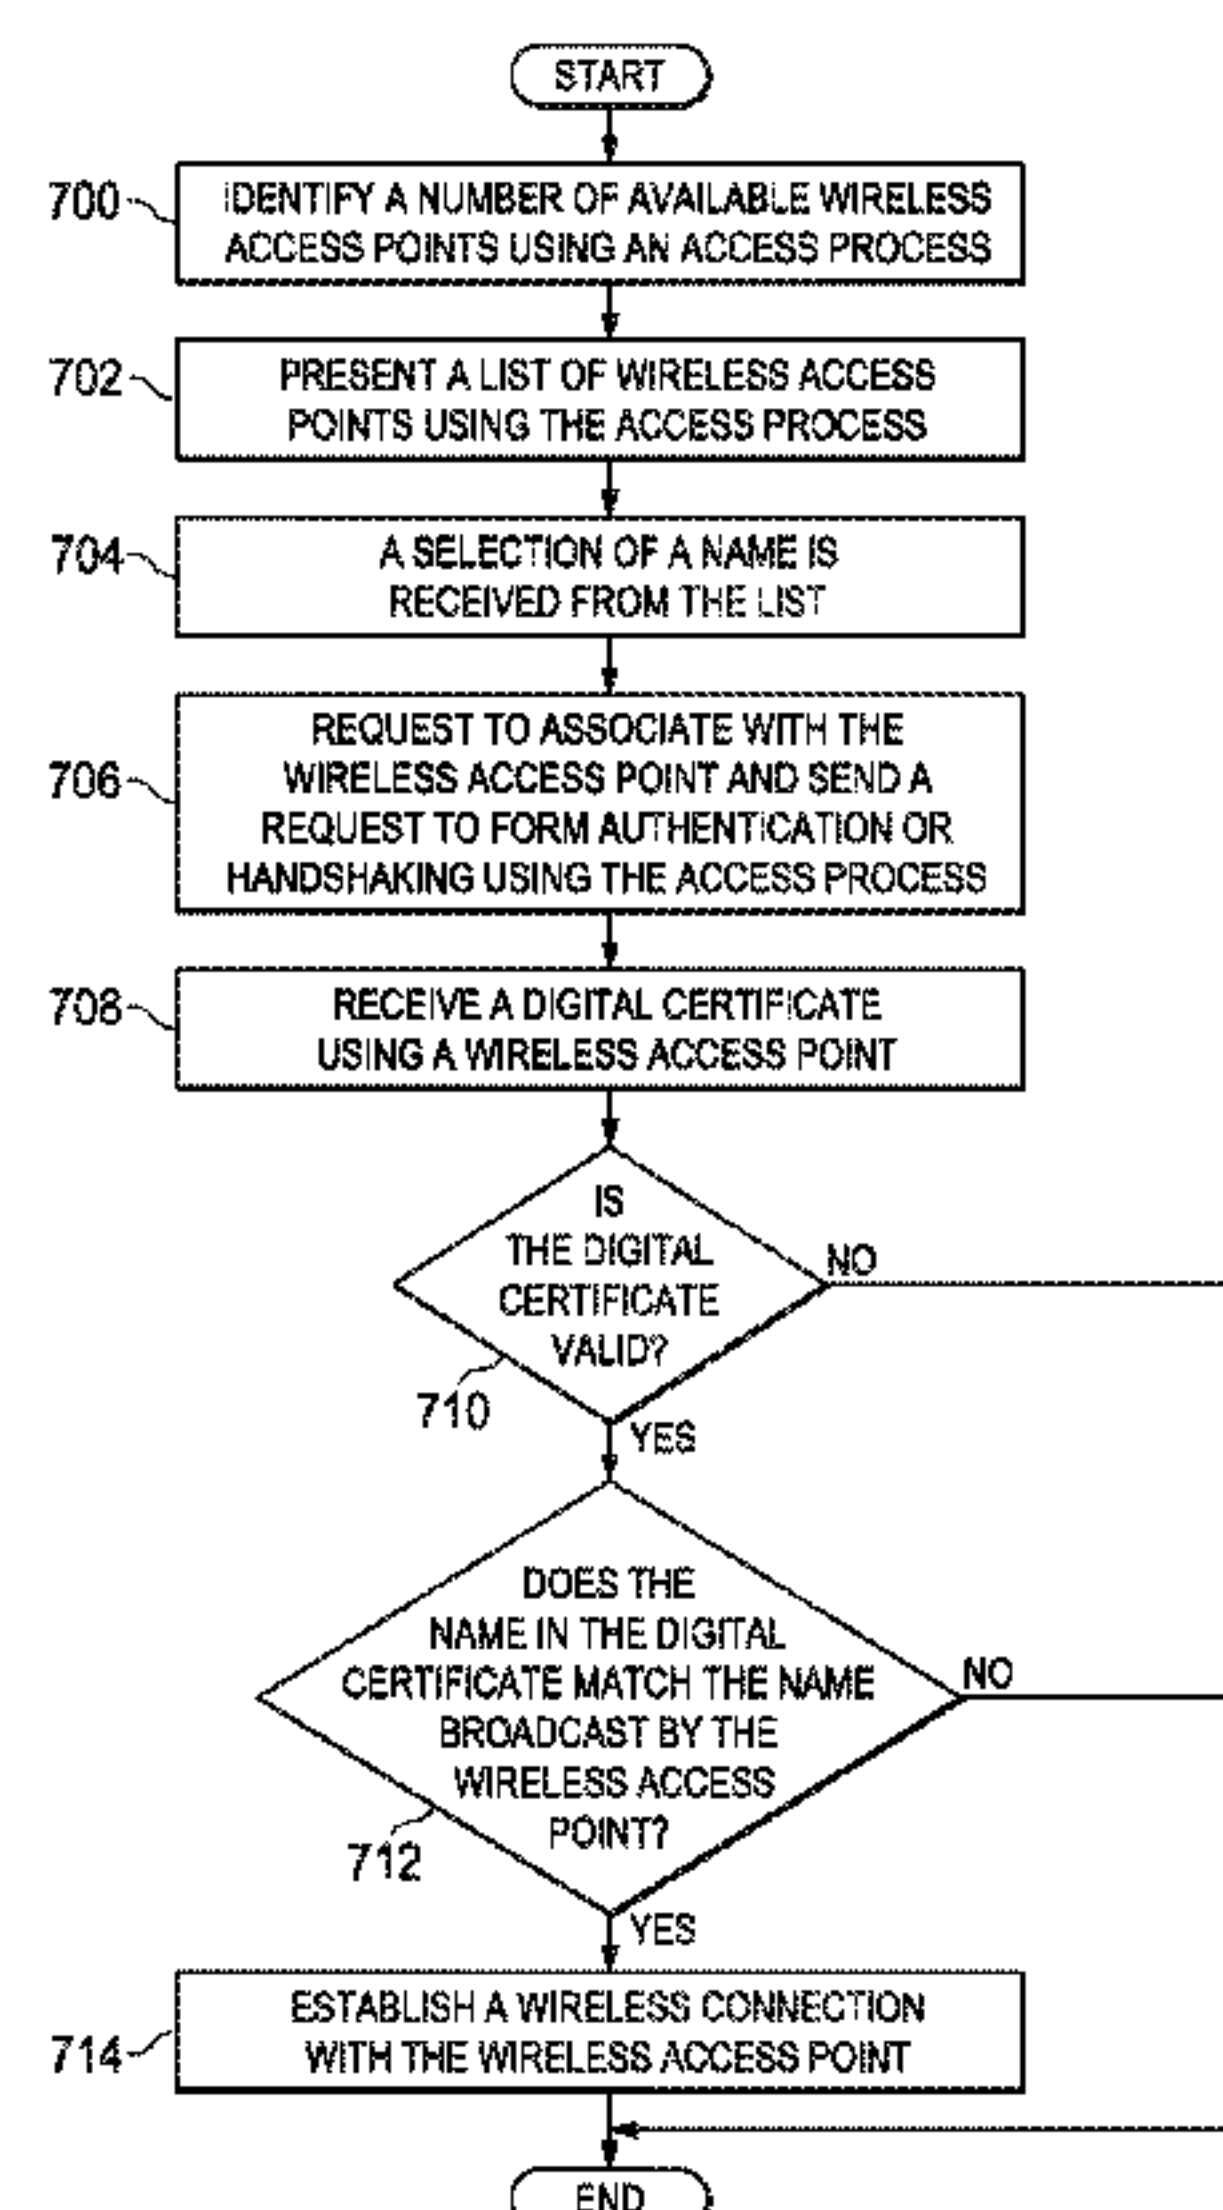 START
700
IDENTIFY A NUMBER OF AVAILABLE WIRELESS
ACCESS POINTS USING AN ACCESS PROCESS
702
PRESENT A LIST OF WIRELESS ACCESS
POINTS USING THE ACCESS PROCESS
704
A SELECTION OF A NAME IS
RECEIVED FROM THE LIST
706
REQUEST TO ASSOCIATE WITH THE
WIRELESS ACCESS POINT AND SEND A
REQUEST TO FORM AUTHENTICATION OR
HANDSHAKING USING THE ACCESS PROCESS
708
RECEIVE A DIGITAL CERTIFICATE
USING A WIRELESS ACCESS POINT
IS
THE DIGITAL
CERTIFICATE
VALID?
NO
710
YES
DOES THE
NAME IN THE DIGITAL
CERTIFICATE MATCH THE NAME
BROADCAST BY THE
WIRELESS ACCESS
POINT?
NO
712
YES
714
ESTABLISH A WIRELESS CONNECTION
WITH THE WIRELESS ACCESS POINT
END